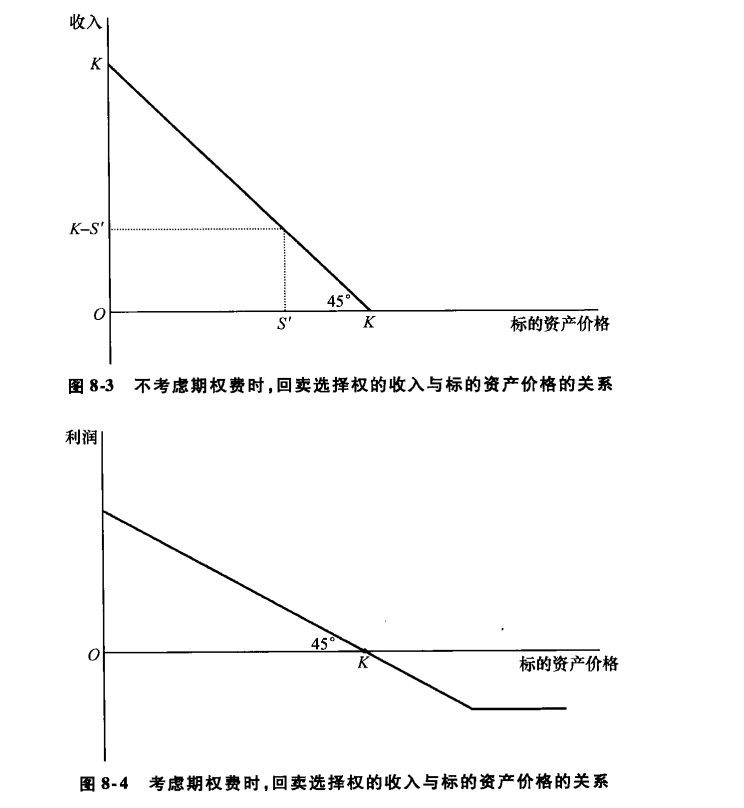 收入
K
K–S′
45°
O
S′
K
标的资产价格
图 8-3 不考虑期权费时,回卖选择权的收入与标的资产价格的关系
利润
45°
O
K
标的资产价格
图 8-4 考虑期权费时,回卖选择权的收入与标的资产价格的关系